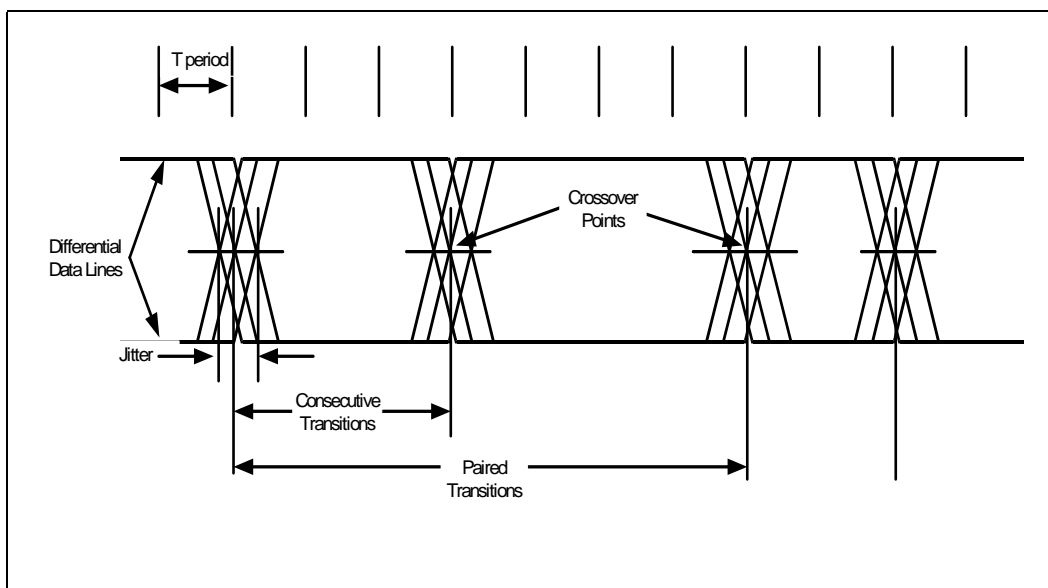 T period
Crossover
Points
Differential
Data Lines
Jitter
Consecutive
Transitions
Paired
Transitions